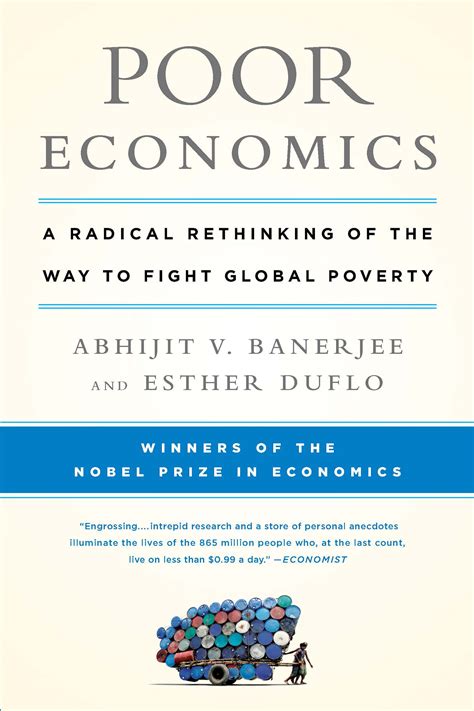 POOR
ECONOMICS
A RADICAL RETHINKING OF THE
WAY TO FIGHT GLOBAL POVERTY
ABHIJIT V. BANERJEE
AND ESTHER DUFLO
WINNERS OF THE
NOBEL PRIZE IN ECONOMICS
“Engrossing....intrepid research and a store of personal anecdotes
illuminate the lives of the 865 million people who, at the last count,
live on less than $0.99 a day.” —ECONOMIST